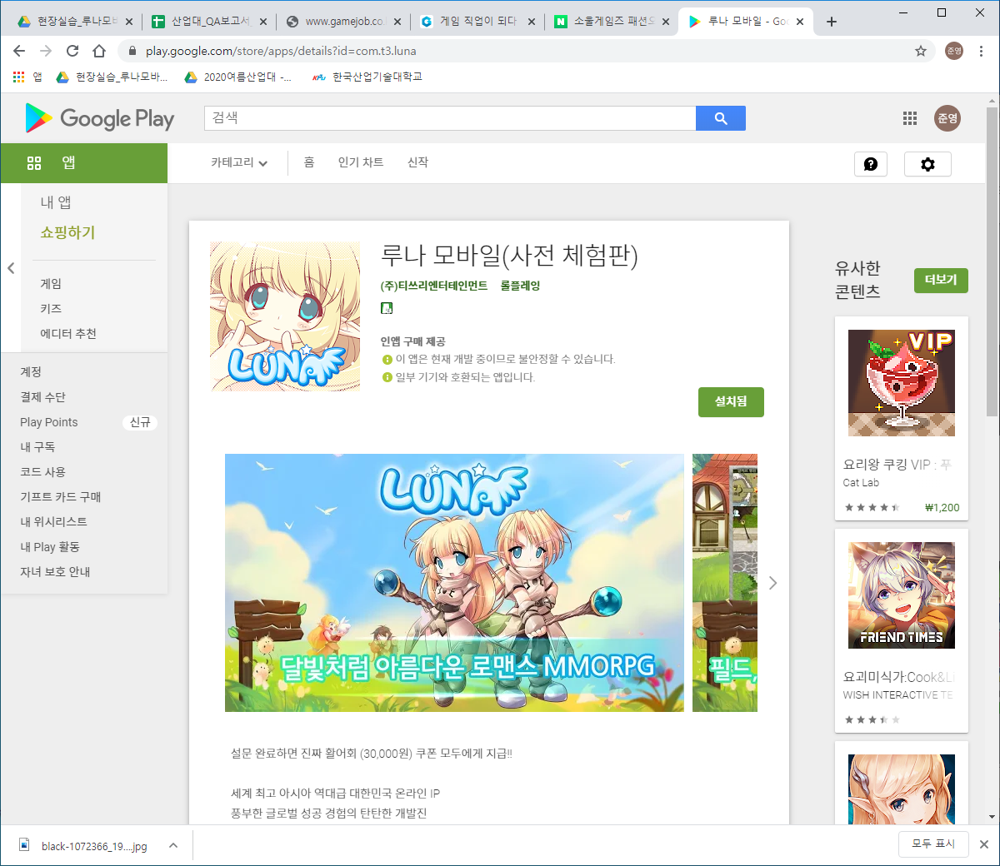 현장실습_루나모바
산업대_QA보고서_
www.gamejob.co.
게임 직업이 되다
소울게임즈 패션모
루나 모바일 - Goo
play.google.com/store/apps/details?id=com.t3.luna
준영
앱
현장실습_루나모바...
2020여름산업대 -...
한국산업기술대학교
Google Play
검색
준영
앱
카테고리
홈
인기 차트
신작
내 앱
쇼핑하기
게임
키즈
에디터 추천
계정
결제 수단
Play Points
신규
내 구독
코드 사용
기프트 카드 구매
내 위시리스트
내 Play 활동
자녀 보호 안내
LUNA
루나 모바일(사전 체험판)
(주)티쓰리엔터테인먼트 롤플레잉
인앱 구매 제공
이 앱은 현재 개발 중이므로 불안정할 수 있습니다.
일부 기기와 호환되는 앱입니다.
설치됨
LUNA
달빛처럼 아름다운 로맨스 MMORPG
필드,
설문 완료하면 진짜 활어회 (30,000원) 쿠폰 모두에게 지급!!
세계 최고 아시아 역대급 대한민국 온라인 IP
풍부한 글로벌 성공 경험의 탄탄한 개발진
유사한
콘텐츠
더보기
VIP
요리왕 쿠킹 VIP : 푸
Cat Lab
₩1,200
FRIEND TIMES
요괴미식가:Cook&Li
WISH INTERACTIVE TE
black-1072366_19....jpg
모두 표시